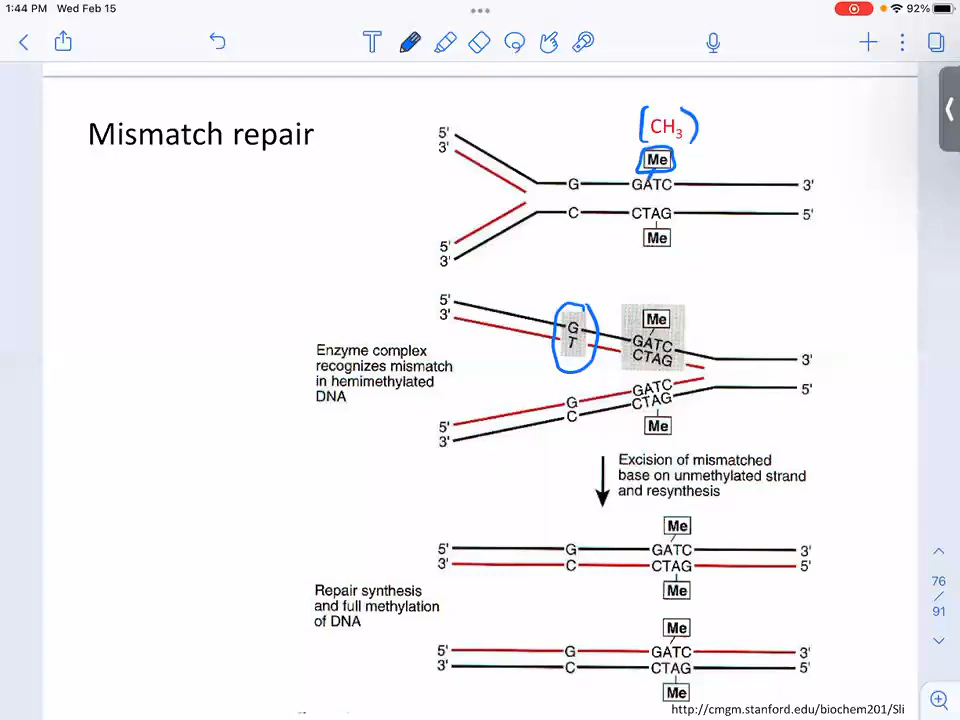 1:44 PM Wed Feb 15
92%
Mismatch repair
(CH3)
Me
5'
3'
G GATC 3'
C CTAG 5'
Me
5'
3'
5'
3'
Me
G
T
GATC
CTAG
3'
Enzyme complex
recognizes mismatch
in hemimethylated
DNA
G GATC
C CTAG
5'
Me
5'
3'
Excision of mismatched
base on unmethylated strand
and resynthesis
Me
5' G GATC 3'
3' C CTAG 5'
Me
Repair synthesis
and full methylation
of DNA
Me
5' G GATC 3'
3' C CTAG 5'
Me
76
/
91
http://cmgm.stanford.edu/biochem201/Sli